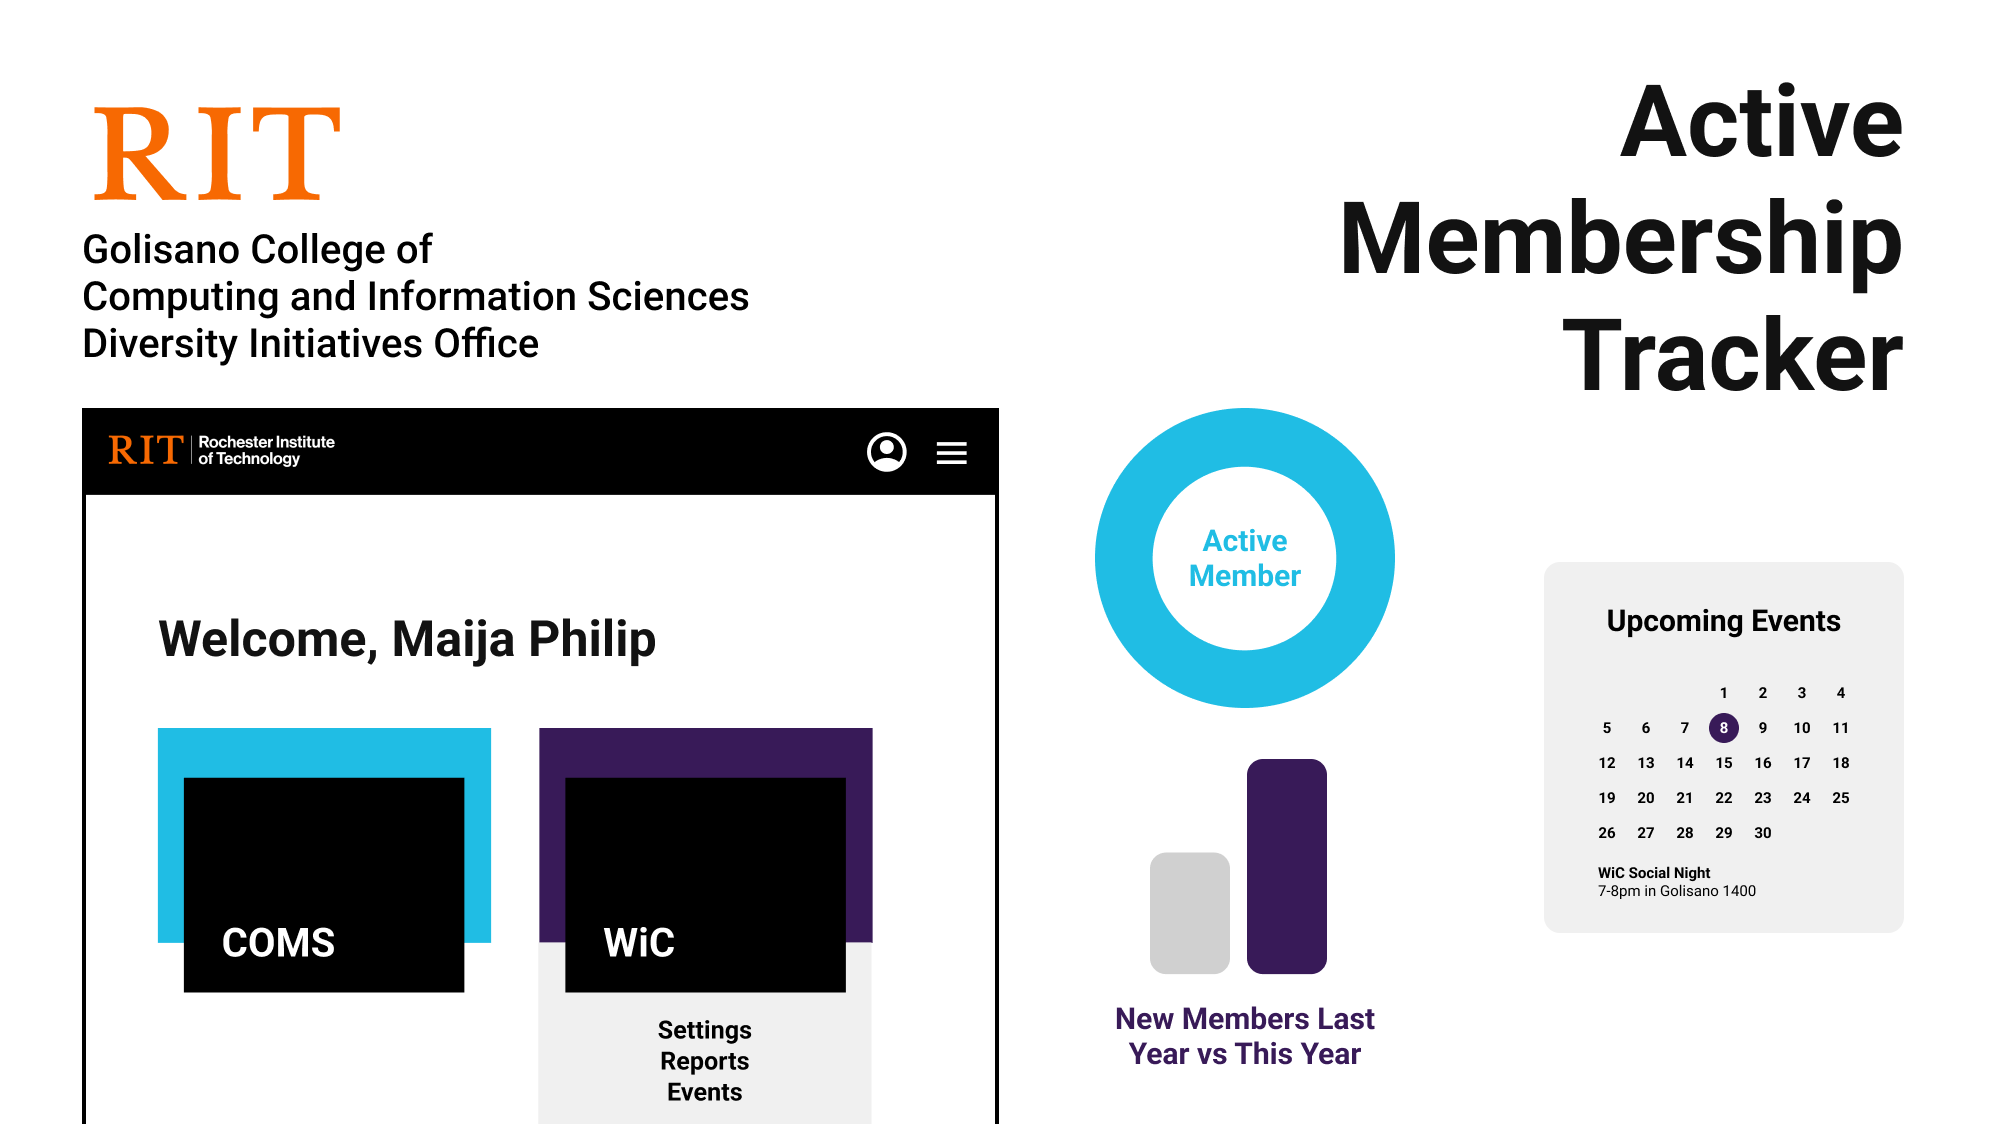 RIT
Golisano College of
Computing and Information Sciences
Diversity Initiatives Office
Active
Membership
Tracker
RIT Rochester Institute
of Technology
Welcome, Maija Philip
COMS
WiC
Settings
Reports
Events
Active
Member
New Members Last
Year vs This Year
Upcoming Events
1 2 3 4
5 6 7 8 9 10 11
12 13 14 15 16 17 18
19 20 21 22 23 24 25
26 27 28 29 30
WiC Social Night
7-8pm in Golisano 1400